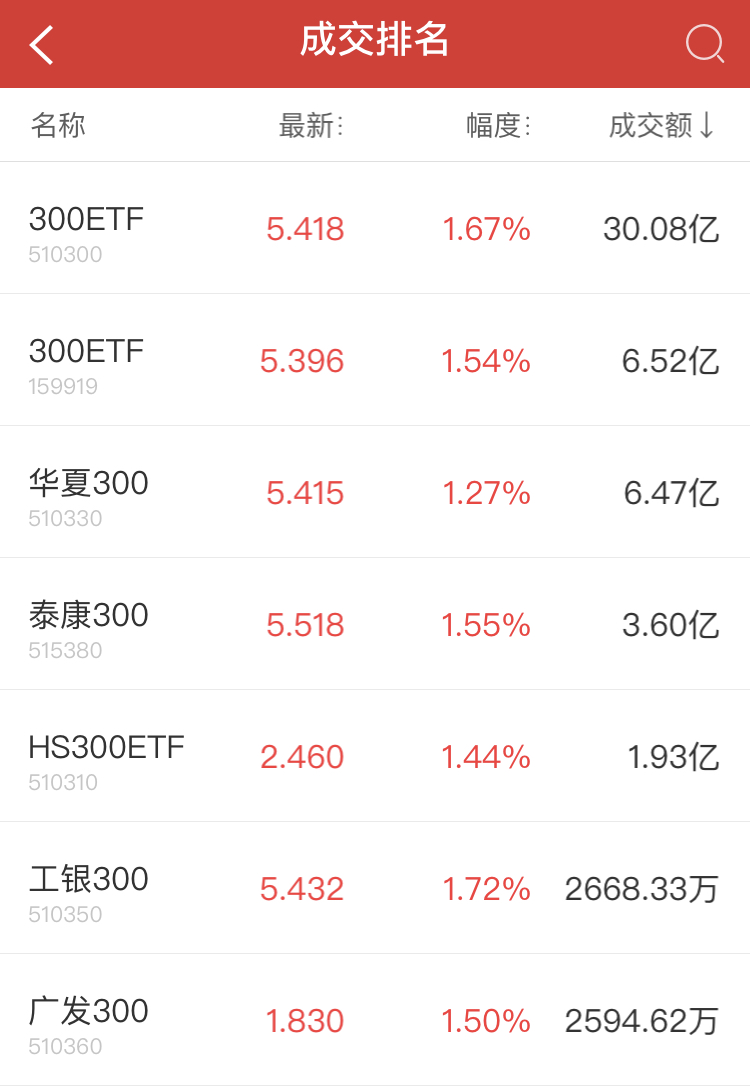 成交排名
名称 最新: 幅度: 成交额↓
300ETF 5.418 1.67% 30.08亿
510300
300ETF 5.396 1.54% 6.52亿
159919
华夏300 5.415 1.27% 6.47亿
510330
泰康300 5.518 1.55% 3.60亿
515380
HS300ETF 2.460 1.44% 1.93亿
510310
工银300 5.432 1.72% 2668.33万
510350
广发300 1.830 1.50% 2594.62万
510360